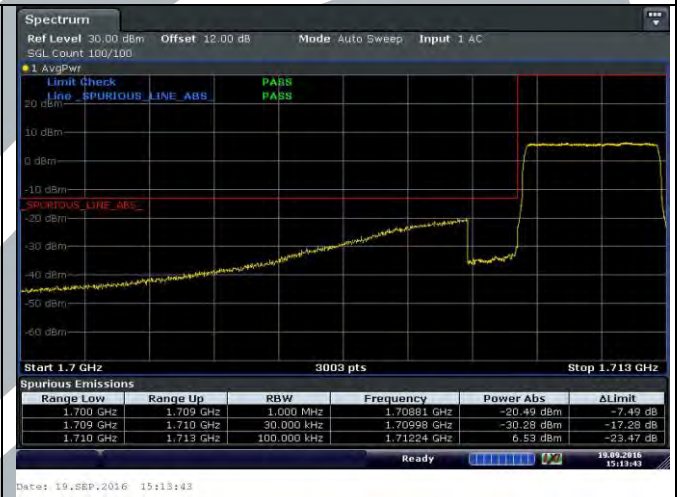 Spectrum
Ref Level 30.00 dBm Offset 12.00 dB Mode Auto Sweep Input 1 AC
SGL Count 100/100
1 AvgPwr
Limit Check PASS
Line _SPURIOUS_LINE_ABS_ PASS
20 dBm
10 dBm
0 dBm
-10 dBm
_SPURIOUS_LINE_ABS_
-20 dBm
-30 dBm
-40 dBm
-50 dBm
-60 dBm
Start 1.7 GHz 3003 pts Stop 1.713 GHz
Spurious Emissions
Range Low Range Up RBW Frequency Power Abs ΔLimit
1.700 GHz 1.709 GHz 1.000 MHz 1.70881 GHz -20.49 dBm -7.49 dB
1.709 GHz 1.710 GHz 30.000 kHz 1.70998 GHz -30.28 dBm -17.28 dB
1.710 GHz 1.713 GHz 100.000 kHz 1.71224 GHz 6.53 dBm -23.47 dB
Ready 19.09.2016
15:13:43
Date: 19.SEP.2016 15:13:43